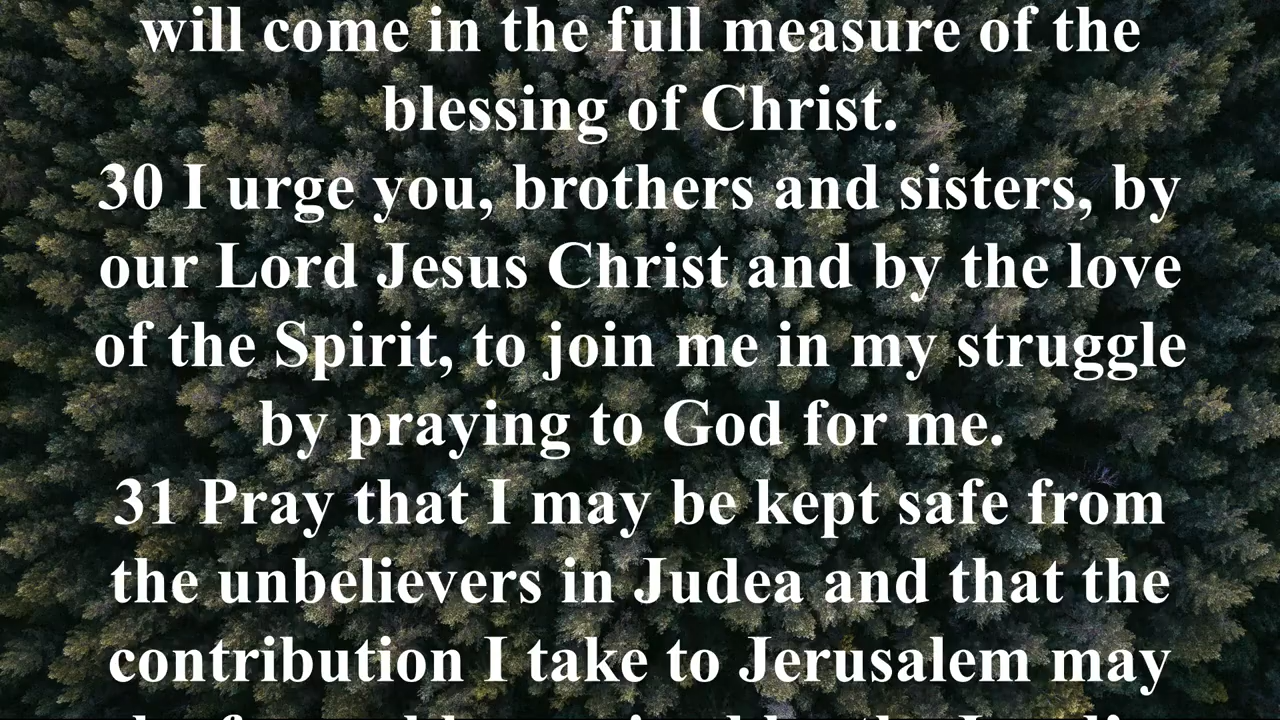 will come in the full measure of the
blessing of Christ.
30 I urge you, brothers and sisters, by
our Lord Jesus Christ and by the love
of the Spirit, to join me in my struggle
by praying to God for me.
31 Pray that I may be kept safe from
the unbelievers in Judea and that the
contribution I take to Jerusalem may